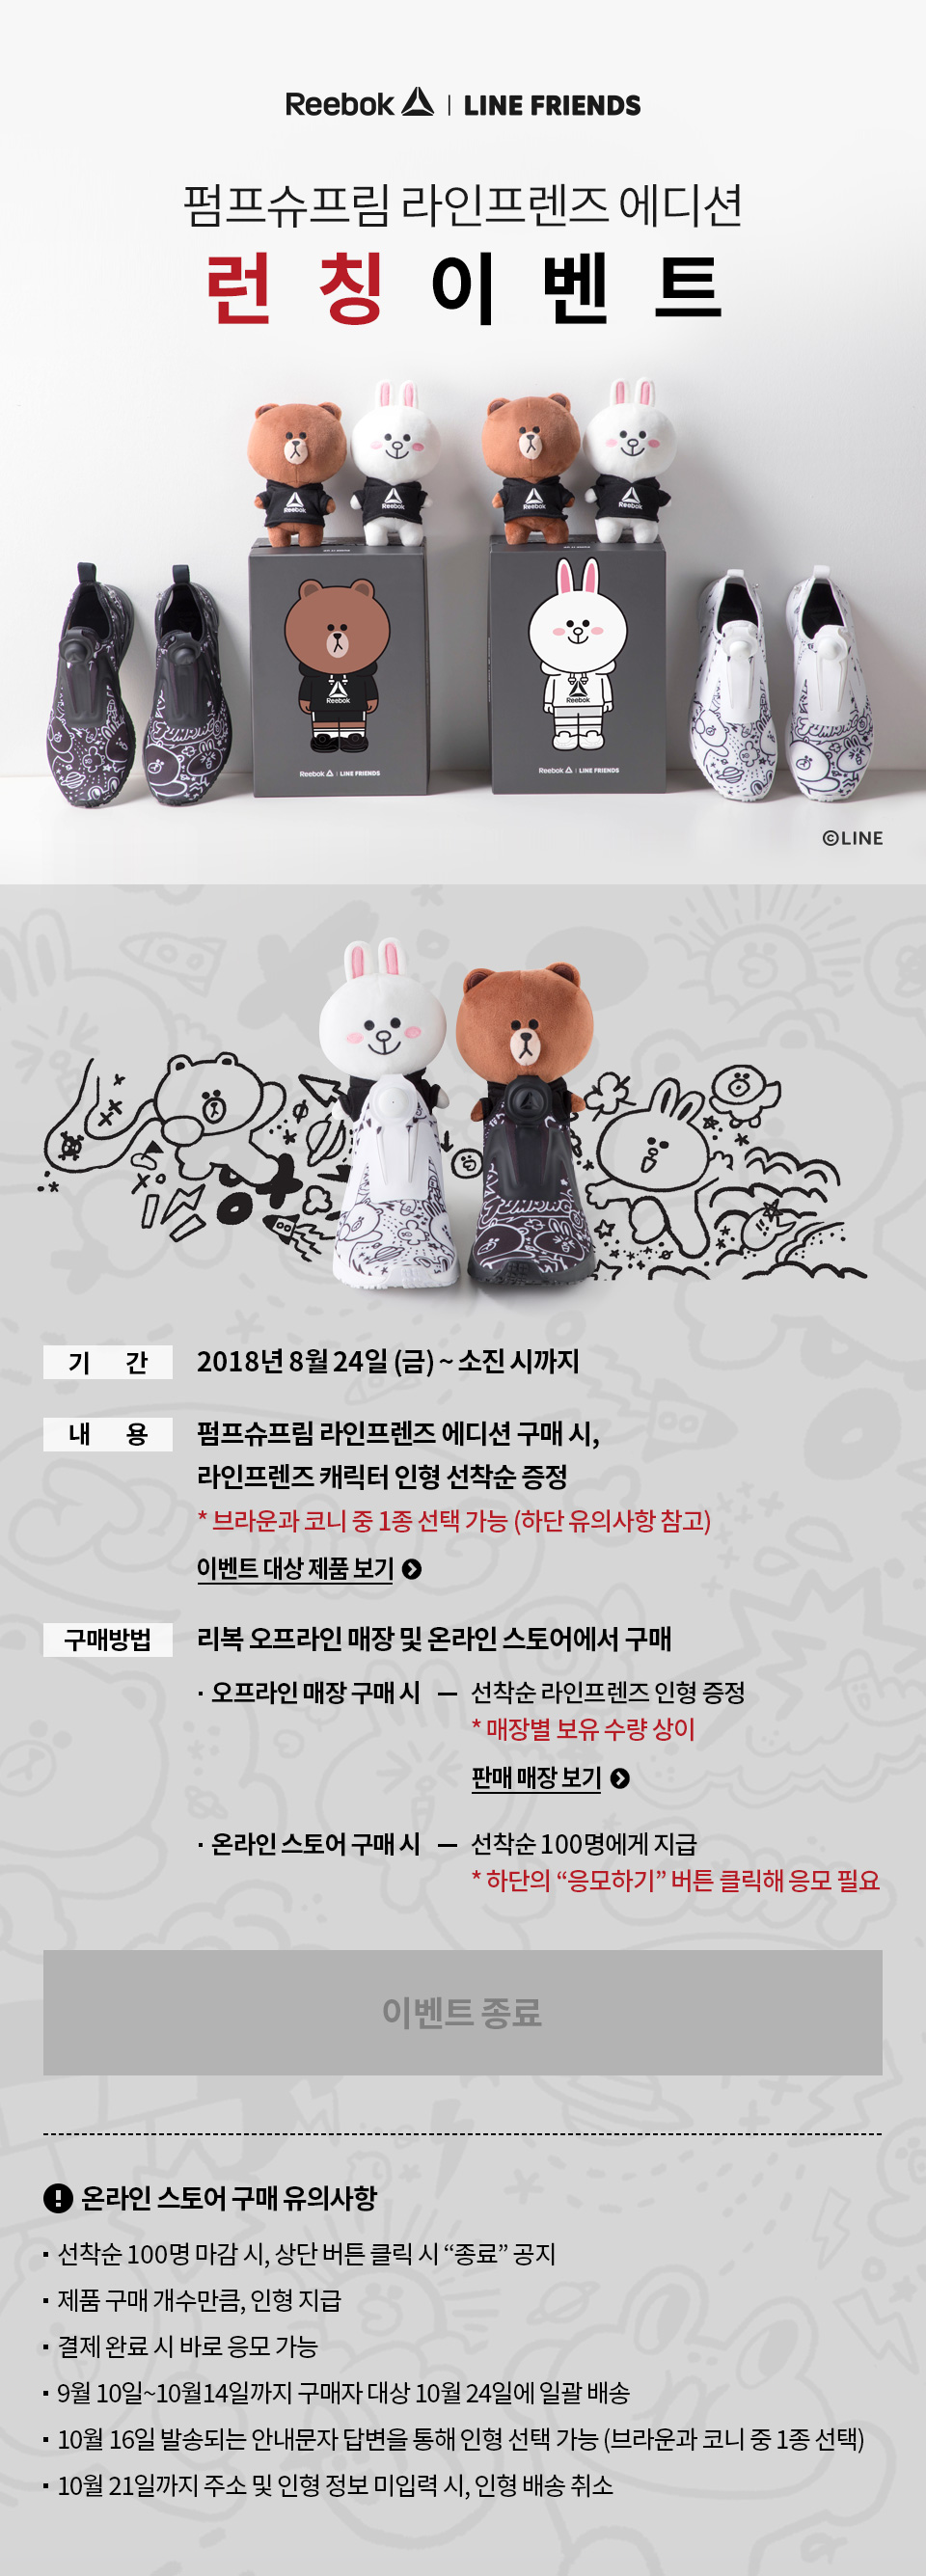 Reebok | LINE FRIENDS
펌프슈프림 라인프렌즈 에디션
런칭이벤트
Reebok
Reebok
Reebok
Reebok
Reebok
Reebok
Reebok | LINE FRIENDS
Reebok | LINE FRIENDS
©LINE
기 간
2018년 8월 24일 (금) ~ 소진 시까지
내 용
펌프슈프림 라인프렌즈 에디션 구매 시,
라인프렌즈 캐릭터 인형 선착순 증정
* 브라운과 코니 중 1종 선택 가능 (하단 유의사항 참고)
이벤트 대상 제품 보기
구매방법
리복 오프라인 매장 및 온라인 스토어에서 구매
· 오프라인 매장 구매 시 — 선착순 라인프렌즈 인형 증정
* 매장별 보유 수량 상이
판매 매장 보기
· 온라인 스토어 구매 시 — 선착순 100명에게 지급
* 하단의 “응모하기” 버튼 클릭해 응모 필요
이벤트 종료
온라인 스토어 구매 유의사항
· 선착순 100명 마감 시, 상단 버튼 클릭 시 “종료” 공지
· 제품 구매 개수만큼, 인형 지급
· 결제 완료 시 바로 응모 가능
· 9월 10일~10월14일까지 구매자 대상 10월 24일에 일괄 배송
· 10월 16일 발송되는 안내문자 답변을 통해 인형 선택 가능 (브라운과 코니 중 1종 선택)
· 10월 21일까지 주소 및 인형 정보 미입력 시, 인형 배송 취소